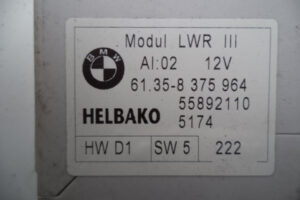 Modul LWR III
BMW
AI:02 12V
61.35-8 375 964
55892110
HELBAKO 5174
HW D1 SW 5 222